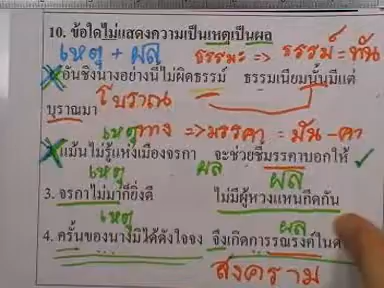 10. ข้อใดไม่แสดงความเป็นเหตุเป็นผล
เหตุ + ผล ธรรมะ => ธรรม์ = ทัน
อันชิงนางอย่างนี้ไม่ผิดธรรม์ ธรรมเนียมนั้นมีแต่
บุราณมา โบราณ
เหตุ ทาง => มรรคา = มัน - คา
แม้นไม่รู้แห่งเมืองจรกา จะช่วยชี้มรรคาบอกให้ ✓
เหตุ ผล ผล
3. จรกาไม่มาก็ยิ่งดี ไม่มีผู้หวงแหนกีดกัน
เหตุ ผล
4. ครั้นของนางมิได้ดังใจจง จึงเกิดการรณรงค์ใน
สงคราม